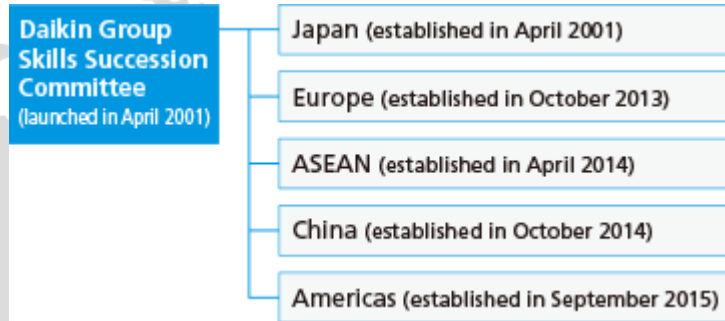 Daikin Group
Skills Succession
Committee
(launched in April 2001)
Japan (established in April 2001)
Europe (established in October 2013)
ASEAN (established in April 2014)
China (established in October 2014)
Americas (established in September 2015)